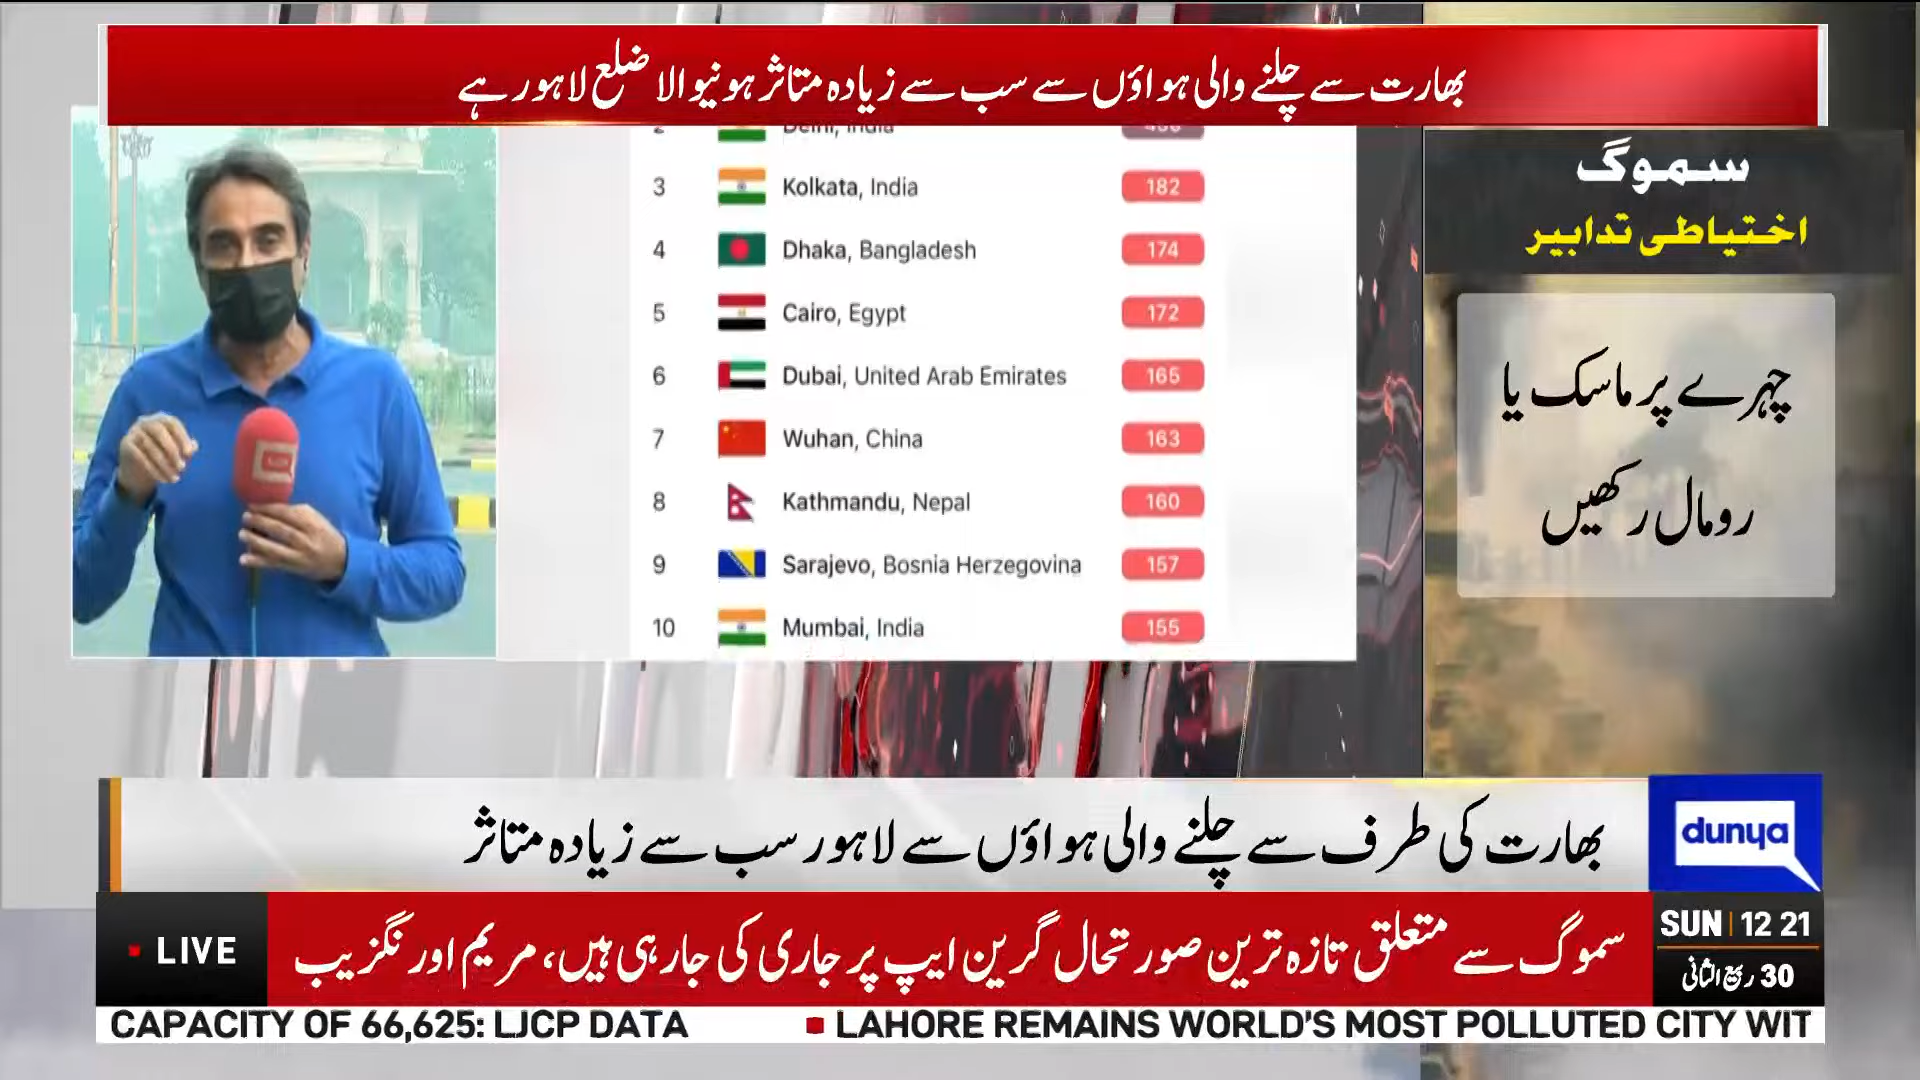 بھارت سے چلنے والی ہواؤں سے سب سے زیادہ متاثر ہونیوالا ضلع لاہور ہے
2 Delhi, India
3 Kolkata, India 182
4 Dhaka, Bangladesh 174
5 Cairo, Egypt 172
6 Dubai, United Arab Emirates 165
7 Wuhan, China 163
8 Kathmandu, Nepal 160
9 Sarajevo, Bosnia Herzegovina 157
10 Mumbai, India 155
سموگ
اختیاطی تدابیر
چہرے پر ماسک یا
رومال رکھیں
بھارت کی طرف سے چلنے والی ہواؤں سے لاہور سب سے زیادہ متاثر
dunya
LIVE
سموگ سے متعلق تازہ ترین صورتحال گرین ایپ پر جاری کی جا رہی ہیں، مریم اورنگزیب
SUN 12 21
30 ربیع الثانی
CAPACITY OF 66,625: LJCP DATA
LAHORE REMAINS WORLD'S MOST POLLUTED CITY WIT